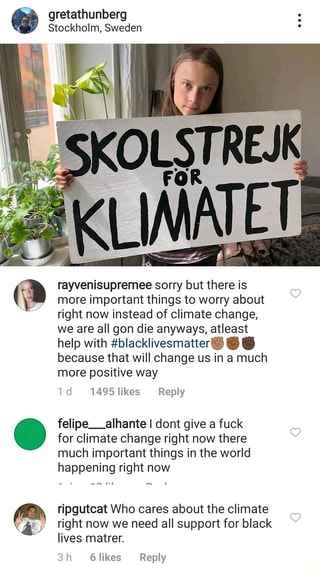 gretathunberg
Stockholm, Sweden
SKOLSTREJK
FÖR
KLIMATET
rayvenisupremee sorry but there is
more important things to worry about
right now instead of climate change,
we are all gon die anyways, atleast
help with #blacklivesmatter✊🏽✊🏾✊🏿
because that will change us in a much
more positive way
1 d 1495 likes Reply
felipe___alhante I dont give a fuck
for climate change right now there
much important things in the world
happening right now
ripgutcat Who cares about the climate
right now we need all support for black
lives matrer.
3 h 6 likes Reply